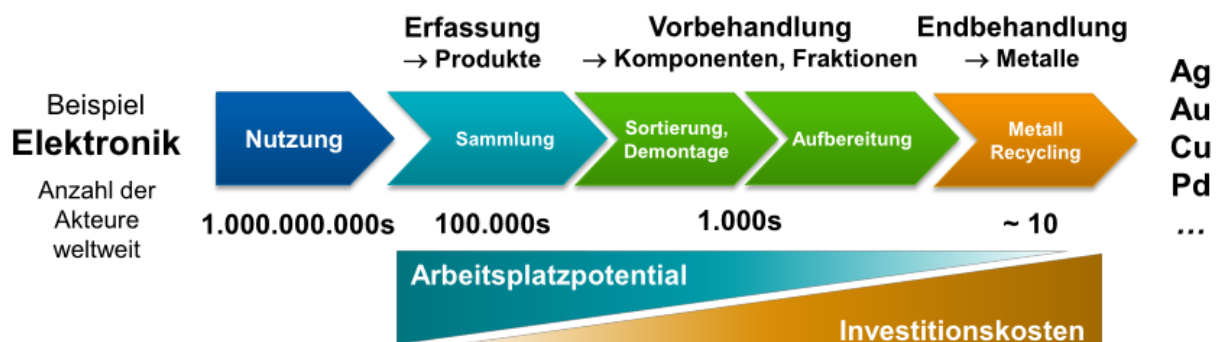 Erfassung
→ Produkte
Vorbehandlung
→ Komponenten, Fraktionen
Endbehandlung
→ Metalle
Beispiel
Elektronik
Anzahl der
Akteure
weltweit
Nutzung
Sammlung
Sortierung,
Demontage
Aufbereitung
Metall
Recycling
Ag
Au
Cu
Pd
...
1.000.000.000s
100.000s
1.000s
~ 10
Arbeitsplatzpotential
Investitionskosten